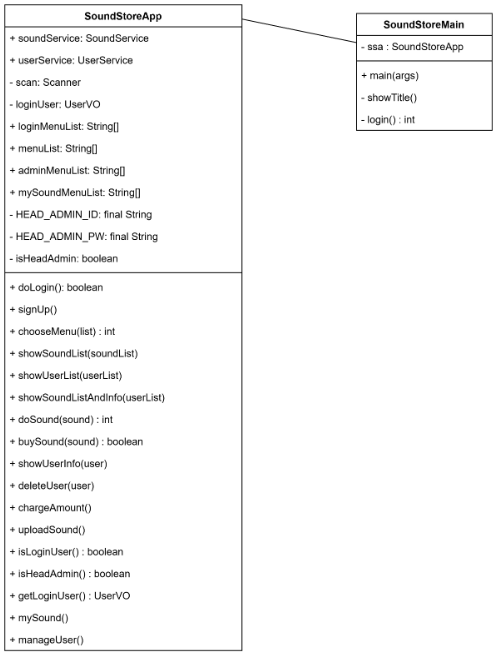 SoundStoreApp
+ soundService: SoundService
+ userService: UserService
- scan: Scanner
- loginUser: UserVO
+ loginMenuList: String[]
+ menuList: String[]
+ adminMenuList: String[]
+ mySoundMenuList: String[]
- HEAD_ADMIN_ID: final String
- HEAD_ADMIN_PW: final String
- isHeadAdmin: boolean
+ doLogin(): boolean
+ signUp()
+ chooseMenu(list) : int
+ showSoundList(soundList)
+ showUserList(userList)
+ showSoundListAndInfo(userList)
+ doSound(sound) : int
+ buySound(sound) : boolean
+ showUserInfo(user)
+ deleteUser(user)
+ chargeAmount()
+ uploadSound()
+ isLoginUser() : boolean
+ isHeadAdmin() : boolean
+ getLoginUser() : UserVO
+ mySound()
+ manageUser()
SoundStoreMain
- ssa : SoundStoreApp
+ main(args)
- showTitle()
- login() : int